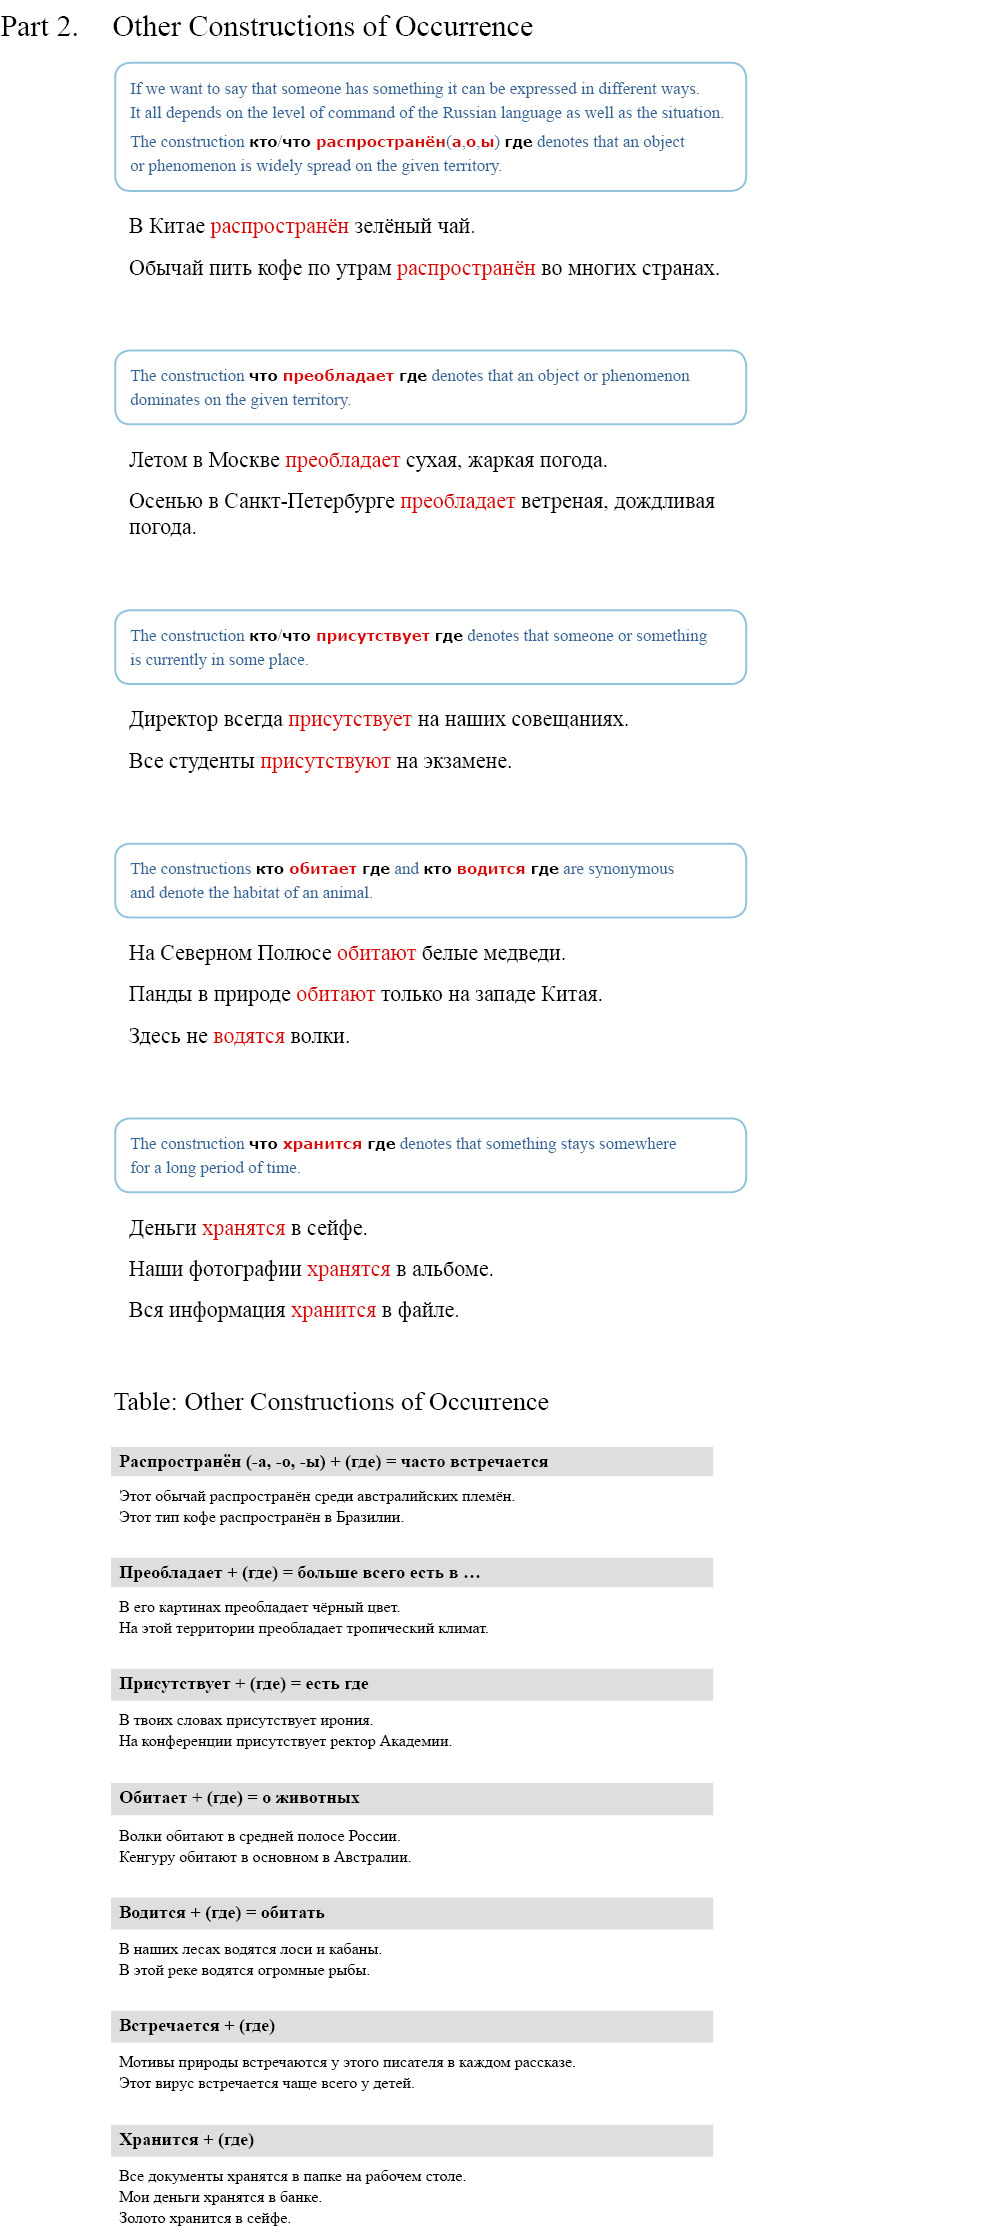 Part 2. Other Constructions of Occurrence
If we want to say that someone has something it can be expressed in different ways.
It all depends on the level of command of the Russian language as well as the situation.
The construction кто/что распространён(а,о,ы) где denotes that an object
or phenomenon is widely spread on the given territory.
В Китае распространён зелёный чай.
Обычай пить кофе по утрам распространён во многих странах.
The construction что преобладает где denotes that an object or phenomenon
dominates on the given territory.
Летом в Москве преобладает сухая, жаркая погода.
Осенью в Санкт-Петербурге преобладает ветреная, дождливая
погода.
The construction кто/что присутствует где denotes that someone or something
is currently in some place.
Директор всегда присутствует на наших совещаниях.
Все студенты присутствуют на экзамене.
The constructions кто обитает где and кто водится где are synonymous
and denote the habitat of an animal.
На Северном Полюсе обитают белые медведи.
Панды в природе обитают только на западе Китая.
Здесь не водятся волки.
The construction что хранится где denotes that something stays somewhere
for a long period of time.
Деньги хранятся в сейфе.
Наши фотографии хранятся в альбоме.
Вся информация хранится в файле.
Table: Other Constructions of Occurrence
Распространён (-а, -о, -ы) + (где) = часто встречается
Этот обычай распространён среди австралийских племён.
Этот тип кофе распространён в Бразилии.
Преобладает + (где) = больше всего есть в …
В его картинах преобладает чёрный цвет.
На этой территории преобладает тропический климат.
Присутствует + (где) = есть где
В твоих словах присутствует ирония.
На конференции присутствует ректор Академии.
Обитает + (где) = о животных
Волки обитают в средней полосе России.
Кенгуру обитают в основном в Австралии.
Водится + (где) = обитать
В наших лесах водятся лоси и кабаны.
В этой реке водятся огромные рыбы.
Встречается + (где)
Мотивы природы встречаются у этого писателя в каждом рассказе.
Этот вирус встречается чаще всего у детей.
Хранится + (где)
Все документы хранятся в папке на рабочем столе.
Мои деньги хранятся в банке.
Золото хранится в сейфе.